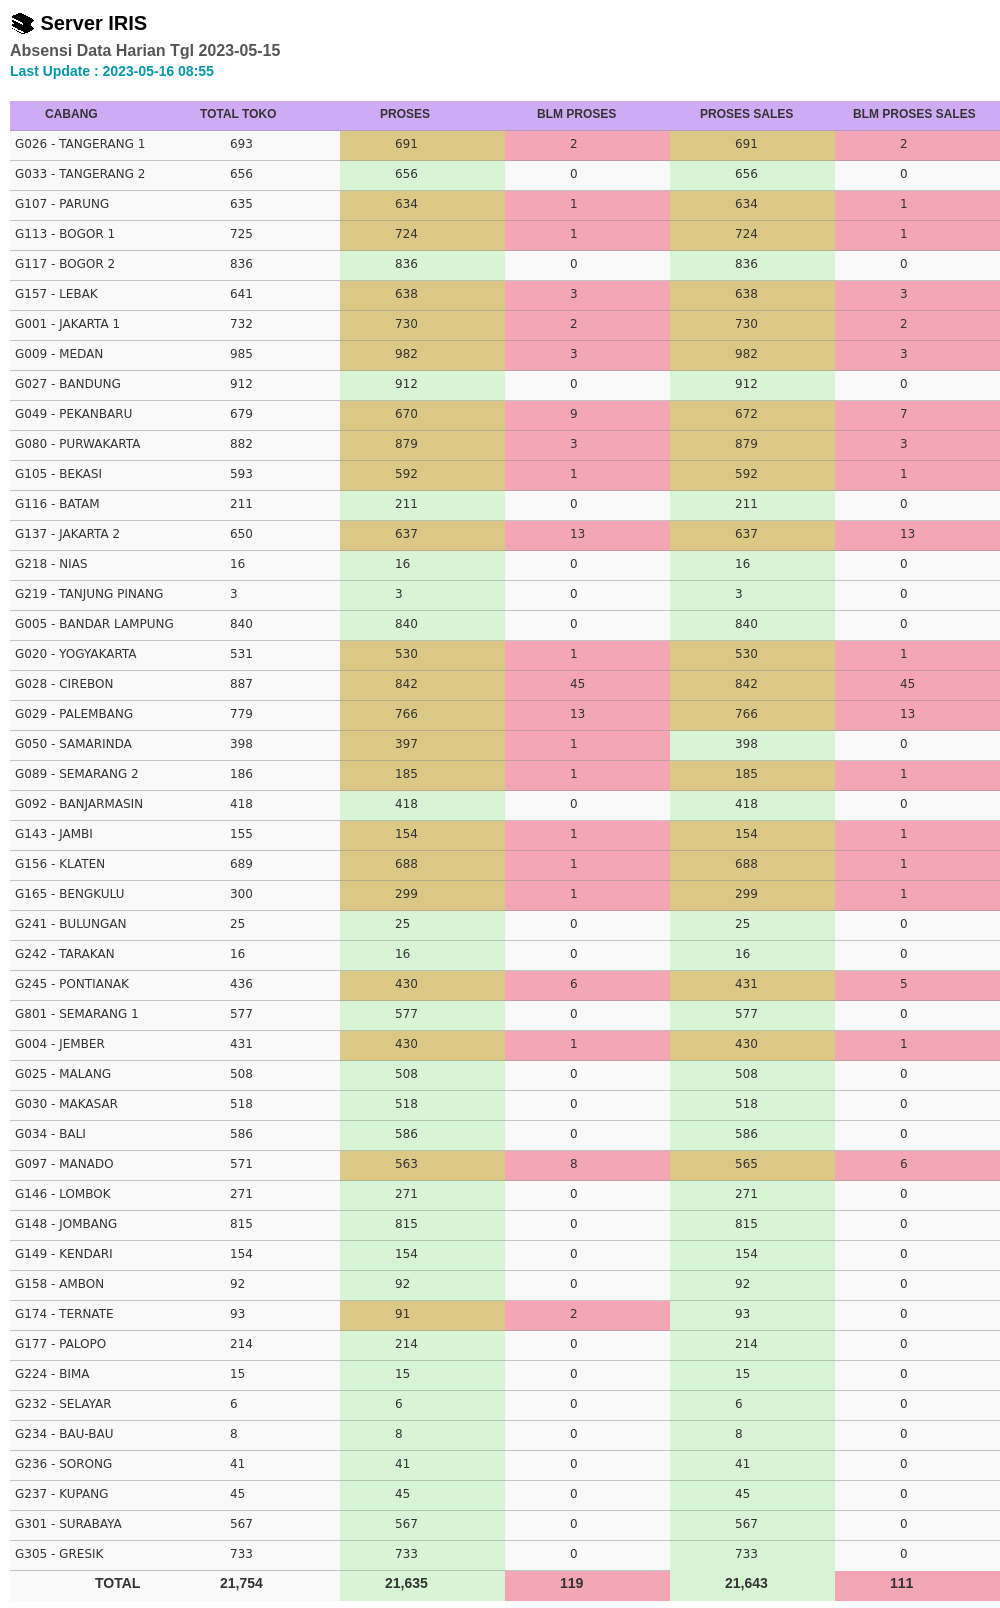 Server IRIS
Absensi Data Harian Tgl 2023-05-15
Last Update : 2023-05-16 08:55
CABANG TOTAL TOKO PROSES BLM PROSES PROSES SALES BLM PROSES SALES
G026 - TANGERANG 1 693 691 2 691 2
G033 - TANGERANG 2 656 656 0 656 0
G107 - PARUNG 635 634 1 634 1
G113 - BOGOR 1 725 724 1 724 1
G117 - BOGOR 2 836 836 0 836 0
G157 - LEBAK 641 638 3 638 3
G001 - JAKARTA 1 732 730 2 730 2
G009 - MEDAN 985 982 3 982 3
G027 - BANDUNG 912 912 0 912 0
G049 - PEKANBARU 679 670 9 672 7
G080 - PURWAKARTA 882 879 3 879 3
G105 - BEKASI 593 592 1 592 1
G116 - BATAM 211 211 0 211 0
G137 - JAKARTA 2 650 637 13 637 13
G218 - NIAS 16 16 0 16 0
G219 - TANJUNG PINANG 3 3 0 3 0
G005 - BANDAR LAMPUNG 840 840 0 840 0
G020 - YOGYAKARTA 531 530 1 530 1
G028 - CIREBON 887 842 45 842 45
G029 - PALEMBANG 779 766 13 766 13
G050 - SAMARINDA 398 397 1 398 0
G089 - SEMARANG 2 186 185 1 185 1
G092 - BANJARMASIN 418 418 0 418 0
G143 - JAMBI 155 154 1 154 1
G156 - KLATEN 689 688 1 688 1
G165 - BENGKULU 300 299 1 299 1
G241 - BULUNGAN 25 25 0 25 0
G242 - TARAKAN 16 16 0 16 0
G245 - PONTIANAK 436 430 6 431 5
G801 - SEMARANG 1 577 577 0 577 0
G004 - JEMBER 431 430 1 430 1
G025 - MALANG 508 508 0 508 0
G030 - MAKASAR 518 518 0 518 0
G034 - BALI 586 586 0 586 0
G097 - MANADO 571 563 8 565 6
G146 - LOMBOK 271 271 0 271 0
G148 - JOMBANG 815 815 0 815 0
G149 - KENDARI 154 154 0 154 0
G158 - AMBON 92 92 0 92 0
G174 - TERNATE 93 91 2 93 0
G177 - PALOPO 214 214 0 214 0
G224 - BIMA 15 15 0 15 0
G232 - SELAYAR 6 6 0 6 0
G234 - BAU-BAU 8 8 0 8 0
G236 - SORONG 41 41 0 41 0
G237 - KUPANG 45 45 0 45 0
G301 - SURABAYA 567 567 0 567 0
G305 - GRESIK 733 733 0 733 0
TOTAL 21,754 21,635 119 21,643 111